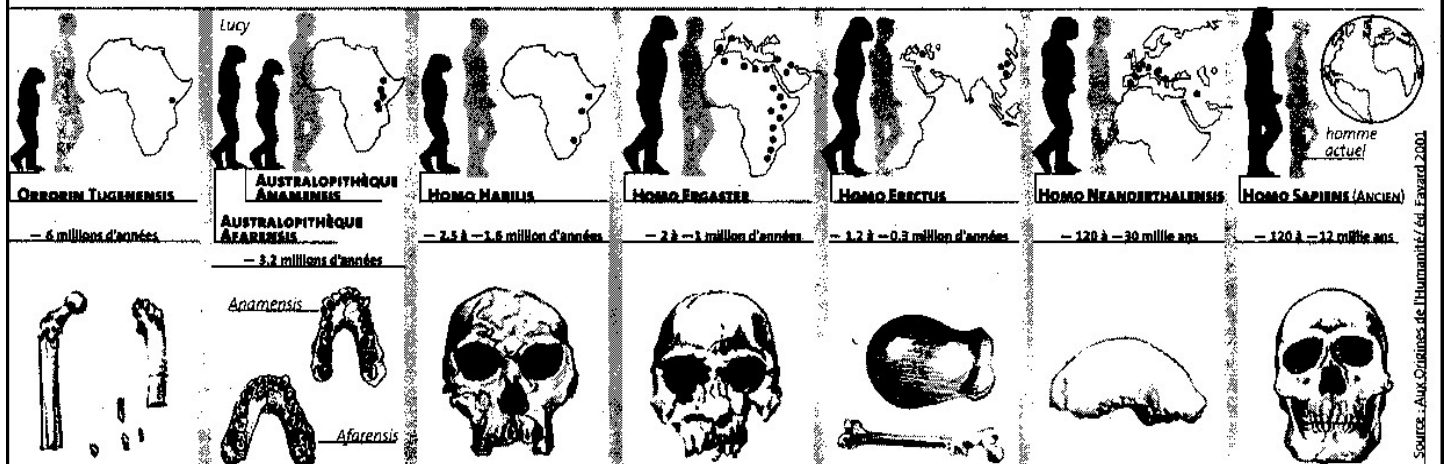 Lucy
ORRORIN TUGENENSIS
— 6 millions d'années
AUSTRALOPITHÈQUE
ANAMENSIS
AUSTRALOPITHÈQUE
AFARENSIS
— 3.2 millions d'années
Anamensis
Afarensis
HOMO HABILIS
— 2.5 à —1.6 million d'années
HOMO ERGASTER
— 2 à —1 million d'années
HOMO ERECTUS
— 1.2 à —0.3 million d'années
HOMO NEANDERTHALENSIS
— 120 à —30 mille ans
homme
actuel
HOMO SAPIENS (ANCIEN)
— 120 à —12 mille ans
Source : Aux Origines de l'Humanité/ éd. Fayard 2001